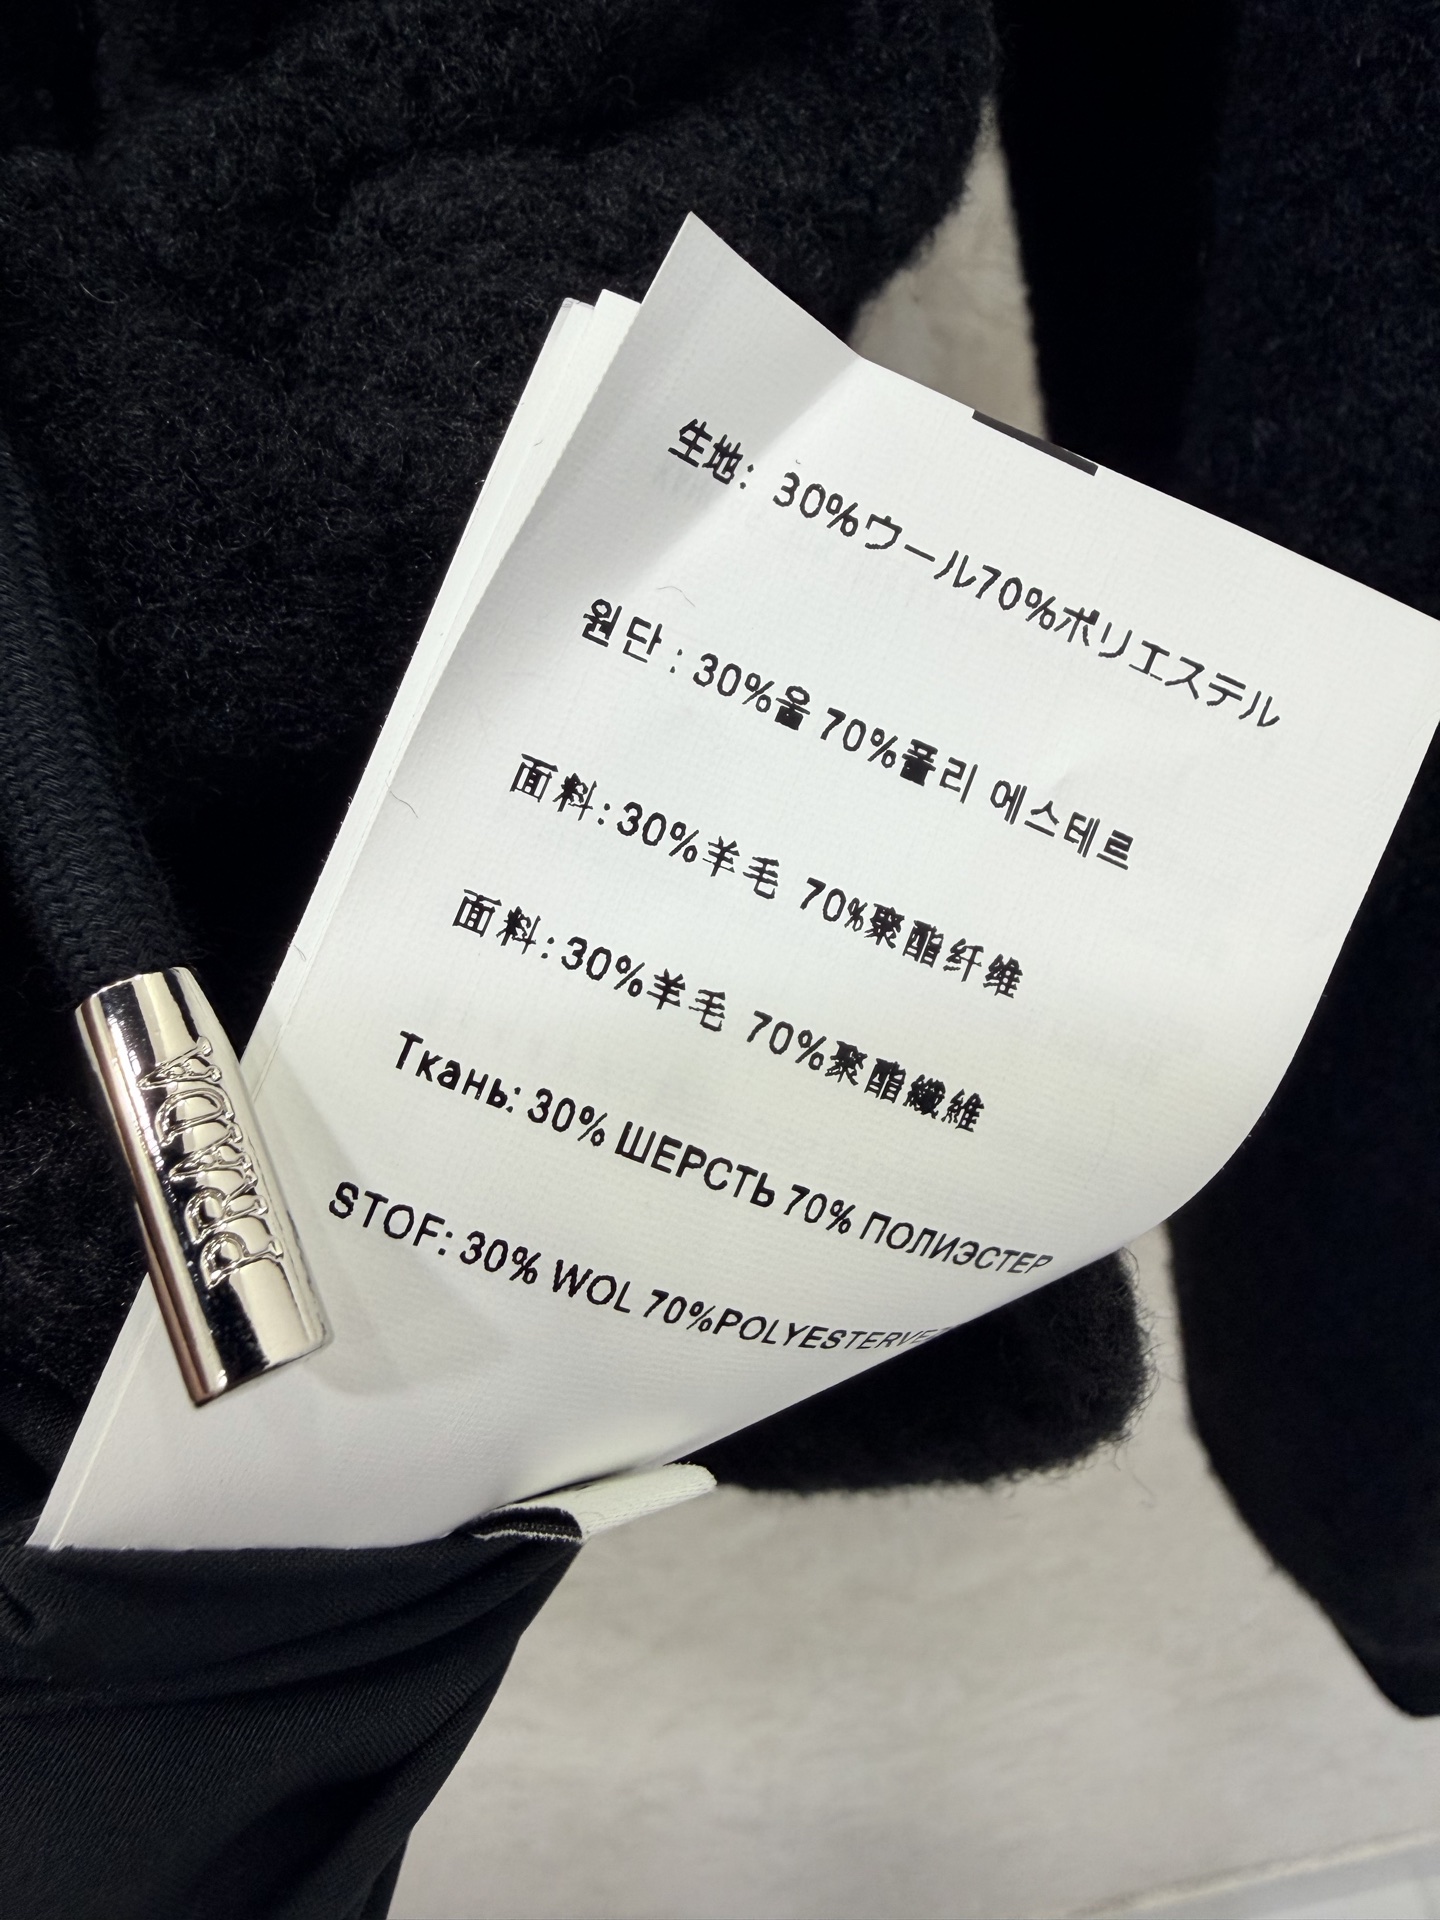 生地: 30%ウール70%ポリエステル
원단 : 30%울 70%폴리 에스테르
面料:30%羊毛 70%聚酯纤维
面料:30%羊毛 70%聚酯纖維
Ткань: 30% ШЕРСТЬ 70% ПОЛИЭСТЕР
STOF: 30% WOL 70%
PRADA